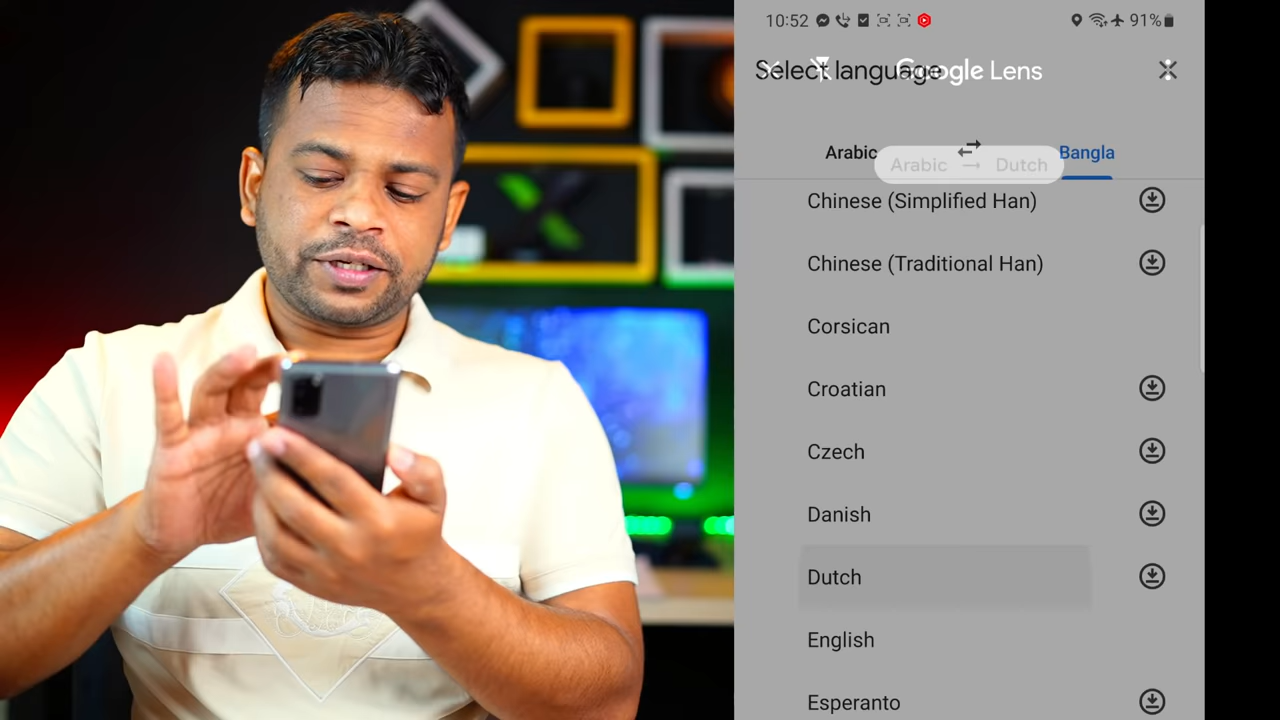 10:52
91%
Select language
Google Lens
Arabic
Bangla
Arabic → Dutch
Chinese (Simplified Han)
Chinese (Traditional Han)
Corsican
Croatian
Czech
Danish
Dutch
English
Esperanto